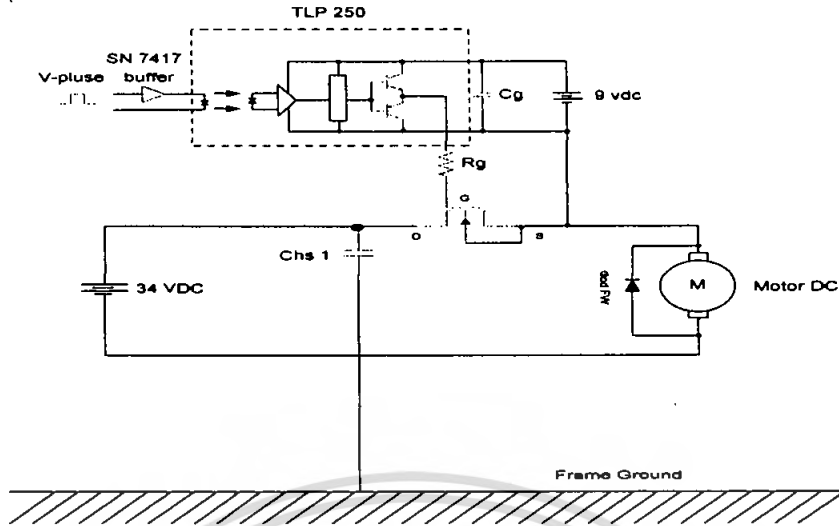 TLP 250
SN 7417
buffer
V-pluse
Cg
9 vdc
Rg
G
D
S
Chs 1
34 VDC
M
Motor DC
Frame Ground